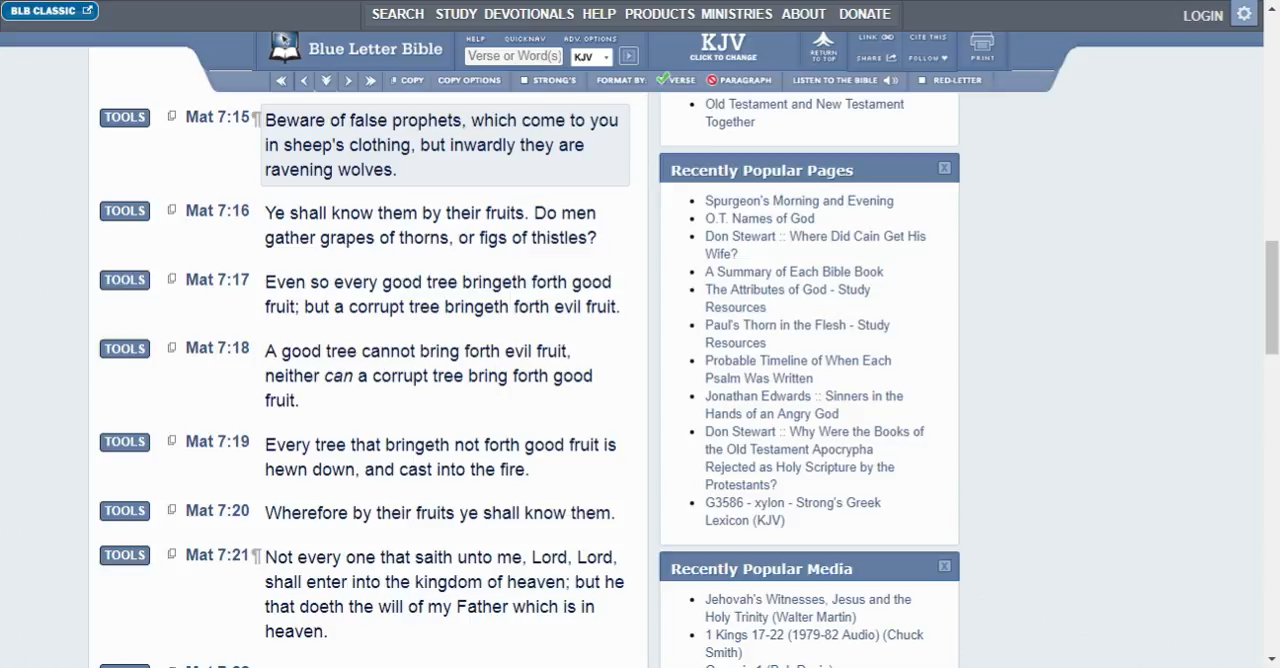 BLB CLASSIC
SEARCH STUDY DEVOTIONALS HELP PRODUCTS MINISTRIES ABOUT DONATE
LOGIN
Blue Letter Bible
HELP QUICKNAV ADV. OPTIONS
Verse or Word(s) KJV
KJV
CLICK TO CHANGE
RETURN
TO TOP
LINK CITE THIS
SHARE FOLLOW
PRINT
COPY COPY OPTIONS STRONG'S FORMAT BY: VERSE PARAGRAPH LISTEN TO THE BIBLE RED-LETTER
TOOLS Mat 7:15 ¶ Beware of false prophets, which come to you
in sheep's clothing, but inwardly they are
ravening wolves.
TOOLS Mat 7:16 Ye shall know them by their fruits. Do men
gather grapes of thorns, or figs of thistles?
TOOLS Mat 7:17 Even so every good tree bringeth forth good
fruit; but a corrupt tree bringeth forth evil fruit.
TOOLS Mat 7:18 A good tree cannot bring forth evil fruit,
neither can a corrupt tree bring forth good
fruit.
TOOLS Mat 7:19 Every tree that bringeth not forth good fruit is
hewn down, and cast into the fire.
TOOLS Mat 7:20 Wherefore by their fruits ye shall know them.
TOOLS Mat 7:21 ¶ Not every one that saith unto me, Lord, Lord,
shall enter into the kingdom of heaven; but he
that doeth the will of my Father which is in
heaven.
Old Testament and New Testament
Together
Recently Popular Pages
Spurgeon's Morning and Evening
O.T. Names of God
Don Stewart :: Where Did Cain Get His
Wife?
A Summary of Each Bible Book
The Attributes of God - Study
Resources
Paul's Thorn in the Flesh - Study
Resources
Probable Timeline of When Each
Psalm Was Written
Jonathan Edwards :: Sinners in the
Hands of an Angry God
Don Stewart :: Why Were the Books of
the Old Testament Apocrypha
Rejected as Holy Scripture by the
Protestants?
G3586 - xylon - Strong's Greek
Lexicon (KJV)
Recently Popular Media
Jehovah's Witnesses, Jesus and the
Holy Trinity (Walter Martin)
1 Kings 17-22 (1979-82 Audio) (Chuck
Smith)